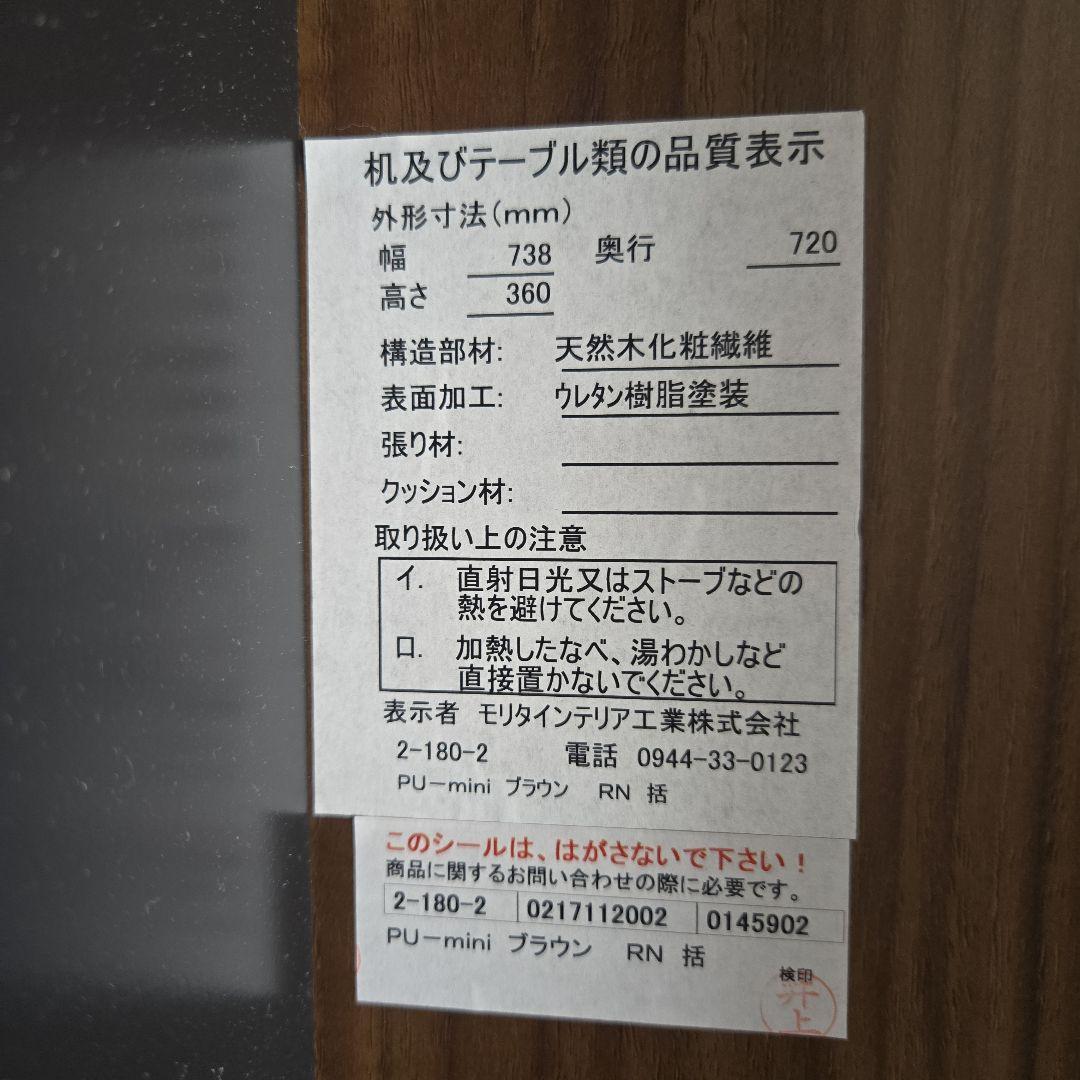 机及びテーブル類の品質表示
外形寸法(mm)
幅 738 奥行 720
高さ 360
構造部材: 天然木化粧繊維
表面加工: ウレタン樹脂塗装
張り材:
クッション材:
取り扱い上の注意
イ. 直射日光又はストーブなどの
熱を避けてください。
ロ. 加熱したなべ、湯わかしなど
直接置かないでください。
表示者 モリタインテリア工業株式会社
2-180-2 電話 0944-33-0123
PU-mini ブラウン RN 括
このシールは、はがさないで下さい!
商品に関するお問い合わせの際に必要です。
2-180-2 0217112002 0145902
PU-mini ブラウン RN 括
検印
井上